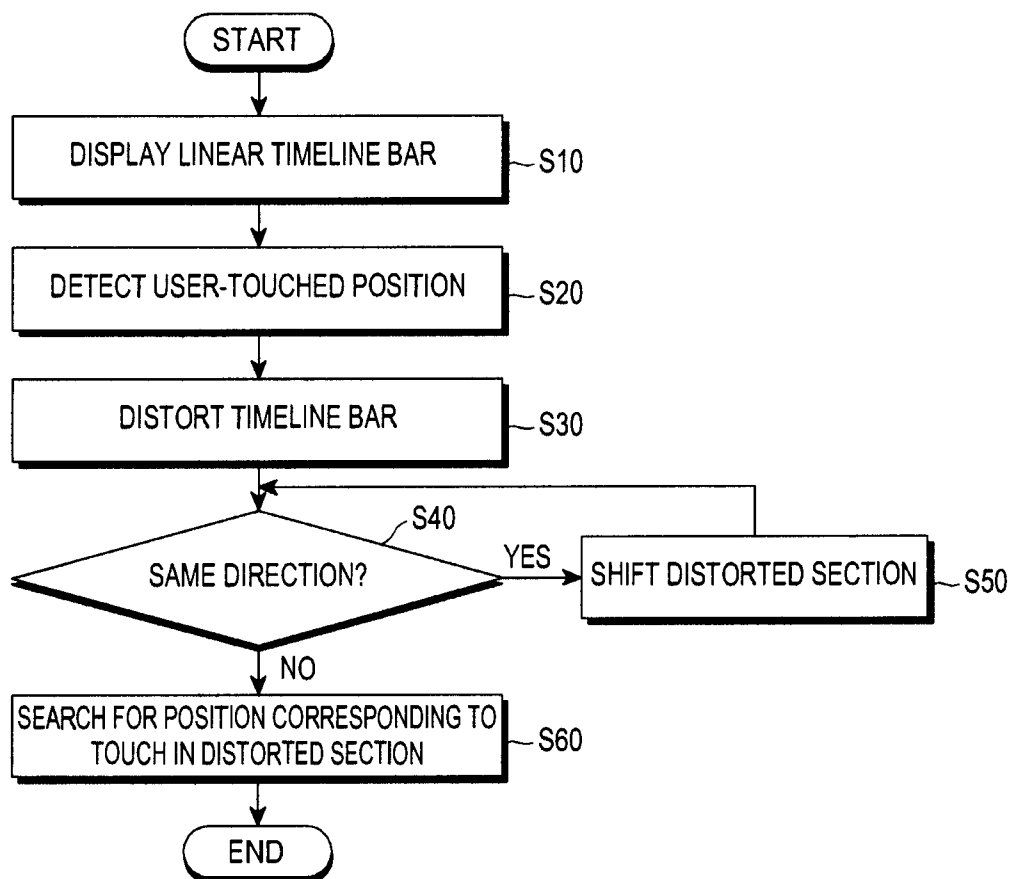 START
DISPLAY LINEAR TIMELINE BAR
S10
DETECT USER-TOUCHED POSITION
S20
DISTORT TIMELINE BAR
S30
S40
SAME DIRECTION?
YES
SHIFT DISTORTED SECTION
S50
NO
SEARCH FOR POSITION CORRESPONDING TO
TOUCH IN DISTORTED SECTION
S60
END